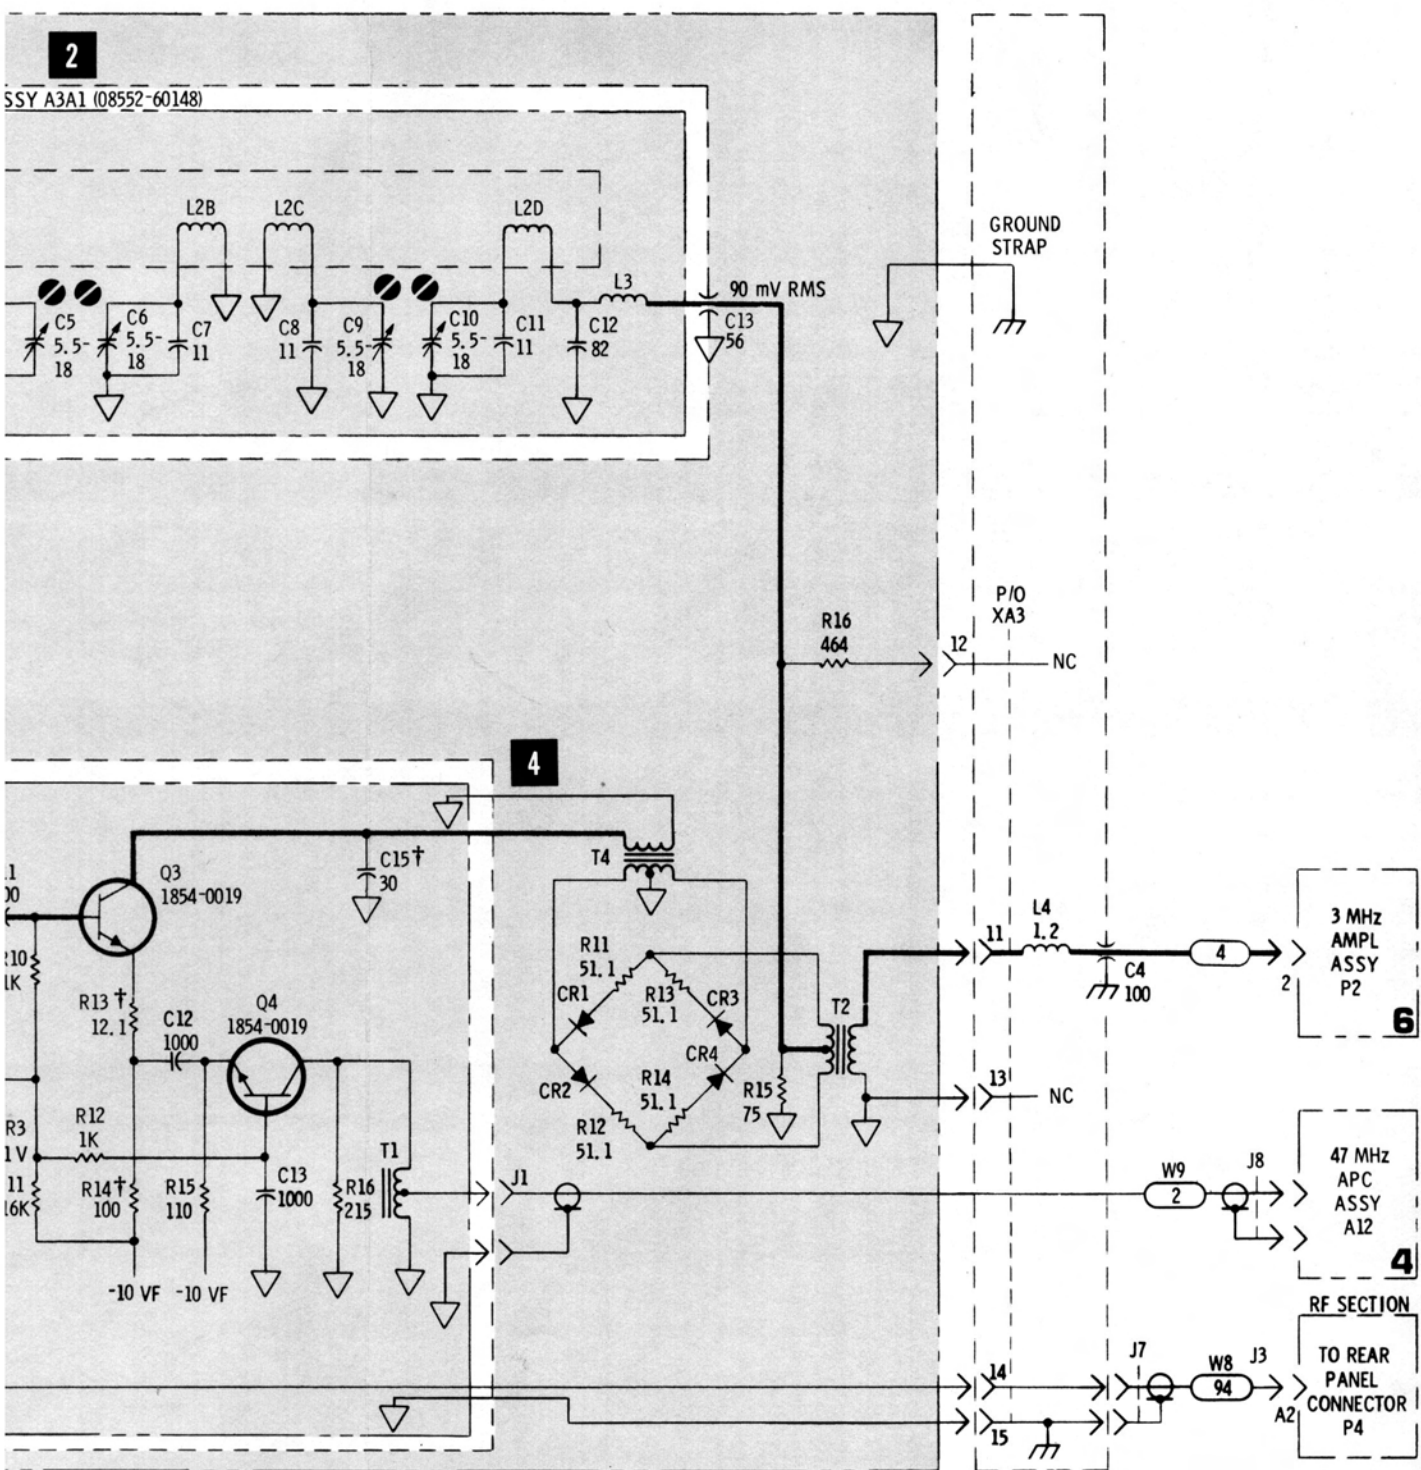 2
SSY A3A1 (08552-60148)
L2B
L2C
L2D
GROUND
STRAP
L3
90 mV RMS
C5
5.5-
18
C6
5.5-
18
C7
11
C8
11
C9
5.5-
18
C10
5.5-
18
C11
11
C12
82
C13
56
P/O
XA3
R16
464
12
NC
4
Q3
1854-0019
C15†
30
T4
R10
1K
R13†
12.1
C12
1000
Q4
1854-0019
R11
51.1
R13
51.1
CR1
CR3
CR2
CR4
R14
51.1
R12
51.1
R15
75
T2
11
L4
1.2
C4
100
4
2
3 MHz
AMPL
ASSY
P2
6
13
NC
R3
1V
R12
1K
11
16K
R14†
100
R15
110
C13
1000
R16
215
T1
J1
-10 VF
-10 VF
W9
2
J8
47 MHz
APC
ASSY
A12
4
RF SECTION
14
15
J7
W8
94
J3
A2
TO REAR
PANEL
CONNECTOR
P4